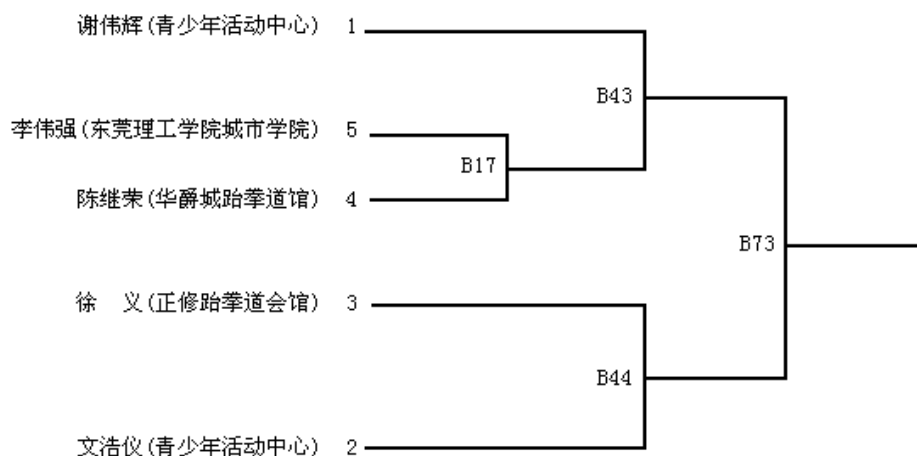 谢伟辉(青少年活动中心) 1
B43
李伟强(东莞理工学院城市学院) 5
B17
陈继荣(华爵城跆拳道馆) 4
B73
徐　义(正修跆拳道会馆) 3
B44
文浩仪(青少年活动中心) 2